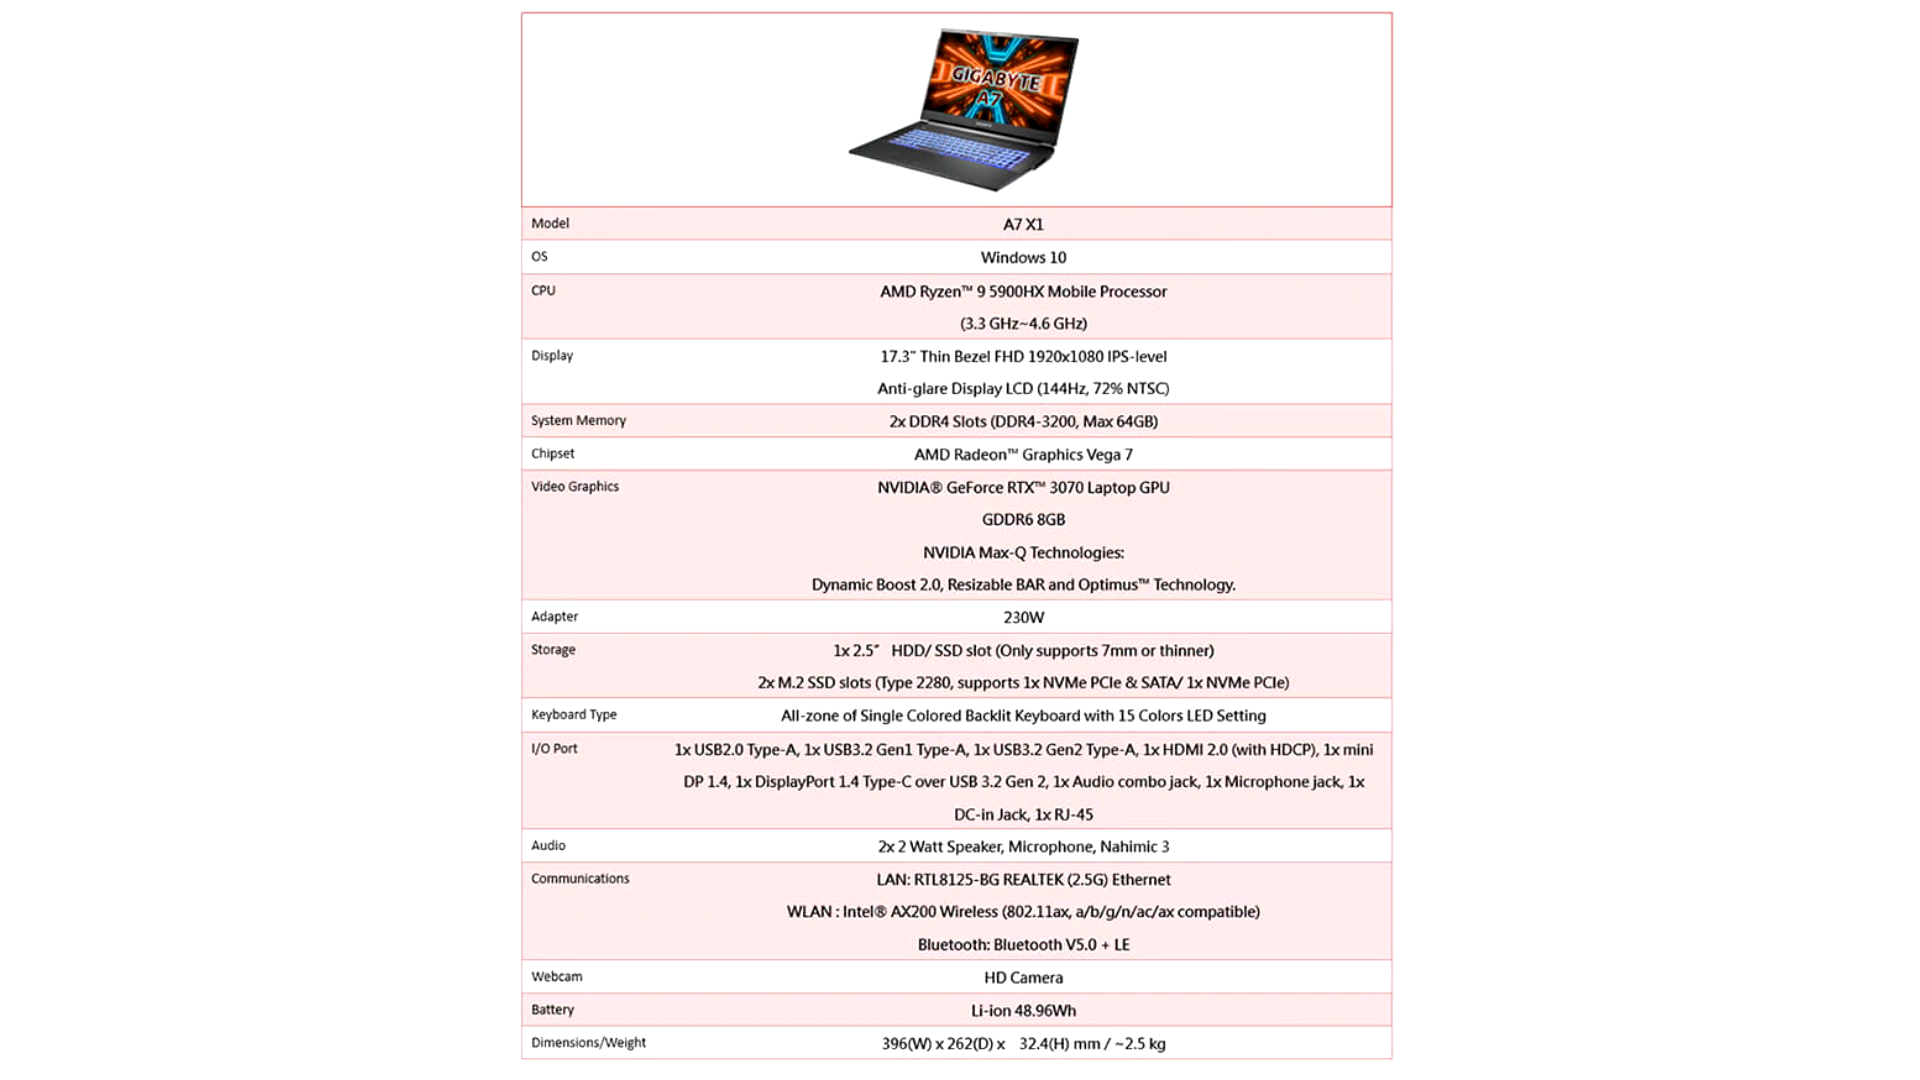 GIGABYTE
A7
Model
A7 X1
OS
Windows 10
CPU
AMD Ryzen™ 9 5900HX Mobile Processor
(3.3 GHz~4.6 GHz)
Display
17.3" Thin Bezel FHD 1920x1080 IPS-level
Anti-glare Display LCD (144Hz, 72% NTSC)
System Memory
2x DDR4 Slots (DDR4-3200, Max 64GB)
Chipset
AMD Radeon™ Graphics Vega 7
Video Graphics
NVIDIA® GeForce RTX™ 3070 Laptop GPU
GDDR6 8GB
NVIDIA Max-Q Technologies:
Dynamic Boost 2.0, Resizable BAR and Optimus™ Technology.
Adapter
230W
Storage
1x 2.5″ HDD/ SSD slot (Only supports 7mm or thinner)
2x M.2 SSD slots (Type 2280, supports 1x NVMe PCIe & SATA/ 1x NVMe PCIe)
Keyboard Type
All-zone of Single Colored Backlit Keyboard with 15 Colors LED Setting
I/O Port
1x USB2.0 Type-A, 1x USB3.2 Gen1 Type-A, 1x USB3.2 Gen2 Type-A, 1x HDMI 2.0 (with HDCP), 1x mini
DP 1.4, 1x DisplayPort 1.4 Type-C over USB 3.2 Gen 2, 1x Audio combo jack, 1x Microphone jack, 1x
DC-in Jack, 1x RJ-45
Audio
2x 2 Watt Speaker, Microphone, Nahimic 3
Communications
LAN: RTL8125-BG REALTEK (2.5G) Ethernet
WLAN : Intel® AX200 Wireless (802.11ax, a/b/g/n/ac/ax compatible)
Bluetooth: Bluetooth V5.0 + LE
Webcam
HD Camera
Battery
Li-ion 48.96Wh
Dimensions/Weight
396(W) x 262(D) x 32.4(H) mm / ~2.5 kg